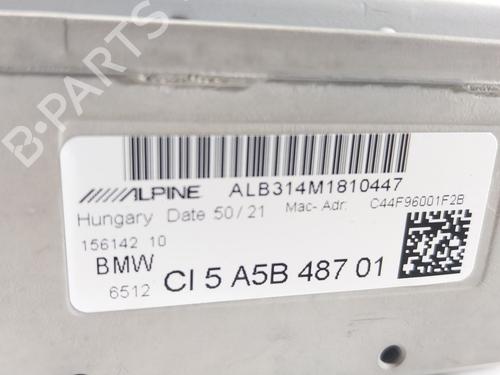 B-PARTS
ALPINE ALB314M1810447
Hungary Date 50/21 Mac-Adr: C44F96001F2B
156142 10
BMW
6512 CI 5 A5B 487 01